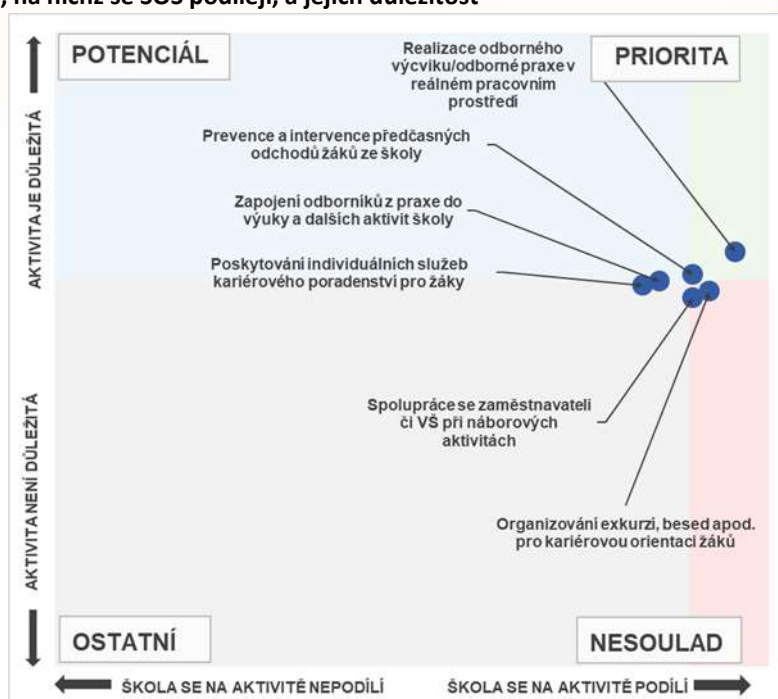 , na nichž se SOŠ podílejí, a jejich důležitost
POTENCIÁL
PRIORITA
Realizace odborného
výcviku/odborné praxe v
reálném pracovním
prostředí
Prevence a intervence předčasných
odchodů žáků ze školy
Zapojení odborníků z praxe do
výuky a dalších aktivit školy
Poskytování individuálních služeb
kariérového poradenství pro žáky
AKTIVITA JE DŮLEŽITÁ
AKTIVITA NENÍ DŮLEŽITÁ
Spolupráce se zaměstnavateli
či VŠ při náborových
aktivitách
Organizování exkurzí, besed apod.
pro kariérovou orientaci žáků
OSTATNÍ
NESOULAD
ŠKOLA SE NA AKTIVITĚ NEPODÍLÍ
ŠKOLA SE NA AKTIVITĚ PODÍLÍ